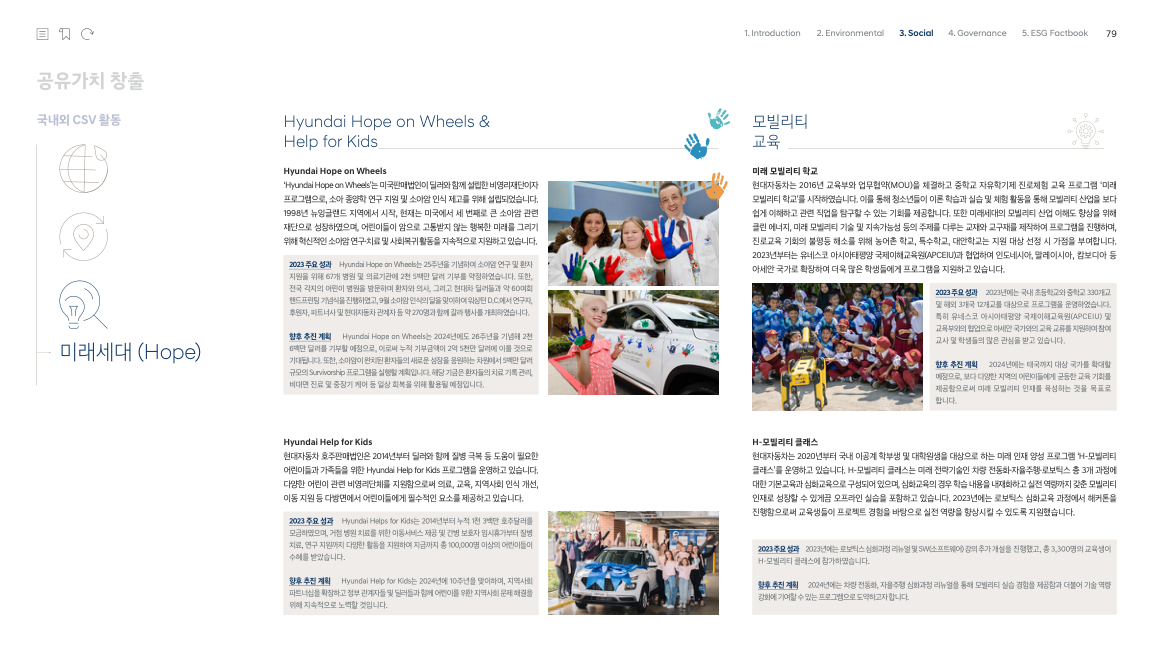 1. Introduction 2. Environmental 3. Social 4. Governance 5. ESG Factbook 79
공유가치 창출
국내외 CSV 활동
미래세대 (Hope)
Hyundai Hope on Wheels &
Help for Kids
Hyundai Hope on Wheels
'Hyundai Hope on Wheels'는 미국판매법인이 딜러와 함께 설립한 비영리재단이자
프로그램으로, 소아 종양학 연구 지원 및 소아암 인식 제고를 위해 설립되었습니다.
1998년 뉴잉글랜드 지역에서 시작, 현재는 미국에서 세 번째로 큰 소아암 관련
재단으로 성장하였으며, 어린이들이 암으로 고통받지 않는 행복한 미래를 그리기
위해 혁신적인 소아암 연구·치료 및 사회복귀 활동을 지속적으로 지원하고 있습니다.
2023 주요 성과 Hyundai Hope on Wheels는 25주년을 기념하여 소아암 연구 및 환자
지원을 위해 67개 병원 및 의료기관에 2천 5백만 달러 기부를 약정하였습니다. 또한,
전국 각지의 어린이 병원을 방문하며 환자와 의사, 그리고 현대차 딜러들과 약 60여회
핸드프린팅 기념식을 진행하였고, 9월 소아암 인식의 달을 맞이하여 워싱턴 D.C.에서 연구자,
후원자, 파트너사 및 현대자동차 관계자 등 약 270명과 함께 갈라 행사를 개최하였습니다.
향후 추진 계획 Hyundai Hope on Wheels는 2024년에도 26주년을 기념해 2천
6백만 달러를 기부할 예정으로, 이로써 누적 기부금액이 2억 5천만 달러에 이를 것으로
기대됩니다. 또한, 소아암이 완치된 환자들의 새로운 성장을 응원하는 차원에서 5백만 달러
규모의 Survivorship 프로그램을 실행할 계획입니다. 해당 기금은 환자들의 치료 기록 관리,
비대면 진료 및 중장기 케어 등 일상 회복을 위해 활용될 예정입니다.
Hyundai Help for Kids
현대자동차 호주판매법인은 2014년부터 딜러와 함께 질병 극복 등 도움이 필요한
어린이들과 가족들을 위한 Hyundai Help for Kids 프로그램을 운영하고 있습니다.
다양한 어린이 관련 비영리단체를 지원함으로써 의료, 교육, 지역사회 인식 개선,
이동 지원 등 다방면에서 어린이들에게 필수적인 요소를 제공하고 있습니다.
2023 주요 성과 Hyundai Helps for Kids는 2014년부터 누적 1천 3백만 호주달러를
모금하였으며, 거점 병원 치료를 위한 이동서비스 제공 및 간병 보호자 임시휴가부터 질병
치료, 연구 지원까지 다양한 활동을 지원하여 지금까지 총 100,000명 이상의 어린이들이
수혜를 받았습니다.
향후 추진 계획 Hyundai Help for Kids는 2024년에 10주년을 맞이하며, 지역사회
파트너십을 확장하고 정부 관계자들 및 딜러들과 함께 어린이를 위한 지역사회 문제 해결을
위해 지속적으로 노력할 것입니다.
모빌리티
교육
미래 모빌리티 학교
현대자동차는 2016년 교육부와 업무협약(MOU)을 체결하고 중학교 자유학기제 진로체험 교육 프로그램 '미래
모빌리티 학교'를 시작하였습니다. 이를 통해 청소년들이 이론 학습과 실습 및 체험 활동을 통해 모빌리티 산업을 보다
쉽게 이해하고 관련 직업을 탐구할 수 있는 기회를 제공합니다. 또한 미래세대의 모빌리티 산업 이해도 향상을 위해
클린 에너지, 미래 모빌리티 기술 및 지속가능성 등의 주제를 다루는 교재와 교구재를 제작하여 프로그램을 진행하며,
진로교육 기회의 불평등 해소를 위해 농어촌 학교, 특수학교, 대안학교는 지원 대상 선정 시 가점을 부여합니다.
2023년부터는 유네스코 아시아태평양 국제이해교육원(APCEIU)과 협업하여 인도네시아, 말레이시아, 캄보디아 등
아세안 국가로 확장하여 더욱 많은 학생들에게 프로그램을 지원하고 있습니다.
2023 주요 성과 2023년에는 국내 초등학교와 중학교 330개교
및 해외 3개국 12개교를 대상으로 프로그램을 운영하였습니다.
특히 유네스코 아시아태평양 국제이해교육원(APCEIU) 및
교육부와의 협업으로 아세안 국가와의 교육 교류를 지원하여 참여
교사 및 학생들의 많은 관심을 받고 있습니다.
향후 추진 계획 2024년에는 태국까지 대상 국가를 확대할
예정으로, 보다 다양한 지역의 어린이들에게 균등한 교육 기회를
제공함으로써 미래 모빌리티 인재를 육성하는 것을 목표로
합니다.
H-모빌리티 클래스
현대자동차는 2020년부터 국내 이공계 학부생 및 대학원생을 대상으로 하는 미래 인재 양성 프로그램 'H-모빌리티
클래스'를 운영하고 있습니다. H-모빌리티 클래스는 미래 전략기술인 차량 전동화·자율주행·로보틱스 총 3개 과정에
대한 기본교육과 심화교육으로 구성되어 있으며, 심화교육의 경우 학습 내용을 내재화하고 실전 역량까지 갖춘 모빌리티
인재로 성장할 수 있게끔 오프라인 실습을 포함하고 있습니다. 2023년에는 로보틱스 심화교육 과정에서 해커톤을
진행함으로써 교육생들이 프로젝트 경험을 바탕으로 실전 역량을 향상시킬 수 있도록 지원했습니다.
2023 주요 성과 2023년에는 로보틱스 심화과정 리뉴얼 및 SW(소프트웨어) 강의 추가 개설을 진행했고, 총 3,300명의 교육생이
H-모빌리티 클래스에 참가하였습니다.
향후 추진 계획 2024년에는 차량 전동화, 자율주행 심화과정 리뉴얼을 통해 모빌리티 실습 경험을 제공함과 더불어 기술 역량
강화에 기여할 수 있는 프로그램으로 도약하고자 합니다.